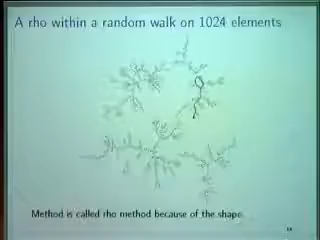 A rho within a random walk on 1024 elements
Method is called rho method because of the shape.